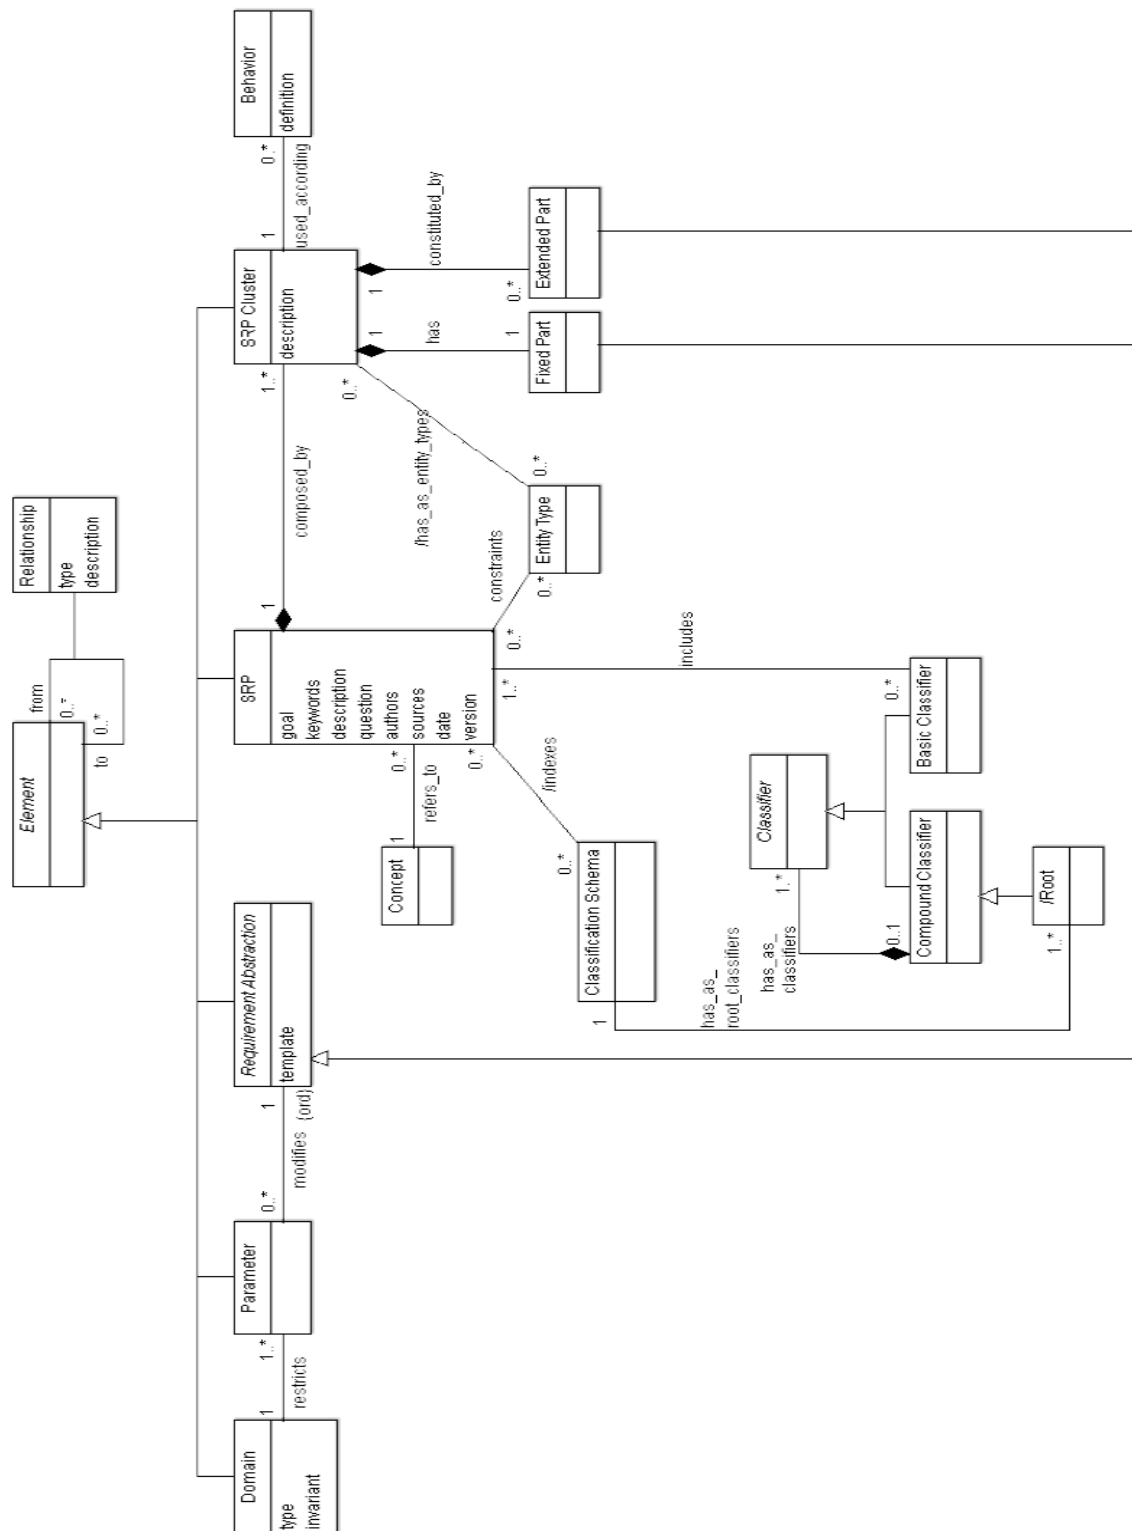 Element
Relationship
type
description
from
0..*
to
0..*
Domain
type
invariant
1
restricts
1..*
Parameter
0..*
modifies
1
{ord}
Requirement Abstraction
template
SRP
goal
keywords
description
question
authors
sources
date
version
1
composed_by
1..*
SRP Cluster
description
1
used_according
0..*
Behavior
definition
0..*
refers_to
1
Concept
0..*
/indexes
0..*
Classification Schema
0..*
constraints
0..*
Entity Type
0..*
/has_as_entity_types
0..*
1
has
1
Fixed Part
1
constituted_by
0..*
Extended Part
1..*
includes
0..*
1
has_as_
root_classifiers
1..*
has_as_
classifiers
1..*
0..1
Classifier
Compound Classifier
Basic Classifier
/Root